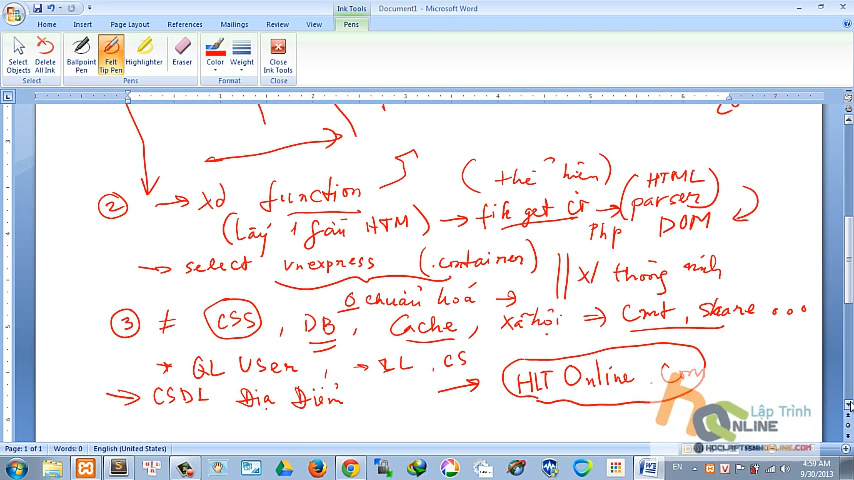 Ink Tools
Document1 - Microsoft Word
Home Insert Page Layout References Mailings Review View Pens
Select Objects
Delete All Ink
Ballpoint Pen
Felt Tip Pen
Highlighter
Eraser
Color
Weight
Close Ink Tools
Select Pens Format Close
(thể hiện) (HTML
② → XD function → file get → parser)
(Lấy 1 HTM) Php DOM
→ select vnexpress (.container) || X/ thông minh
ō chuẩn hoá →
③ ≠ CSS, DB, Cache, Xã hội ⇒ Cmt, share ...
* QL User,
→ CSDL Địa Điểm → HLT Online.Com
Lập Trình
ONLINE
Page: 1 of 1 Words: 0 English (United States)
EN
4:59 AM
9/30/2013